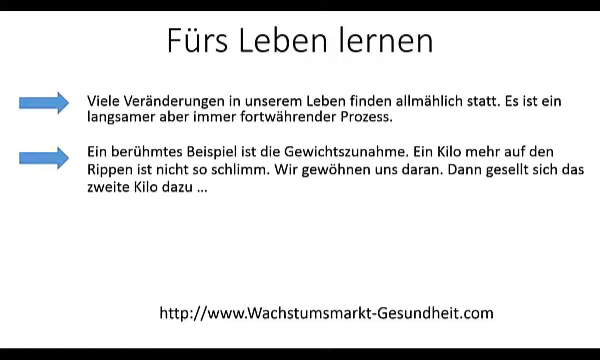 Fürs Leben lernen
Viele Veränderungen in unserem Leben finden allmählich statt. Es ist ein
langsamer aber immer fortwährender Prozess.
Ein berühmtes Beispiel ist die Gewichtszunahme. Ein Kilo mehr auf den
Rippen ist nicht so schlimm. Wir gewöhnen uns daran. Dann gesellt sich das
zweite Kilo dazu ...
http://www.Wachstumsmarkt-Gesundheit.com